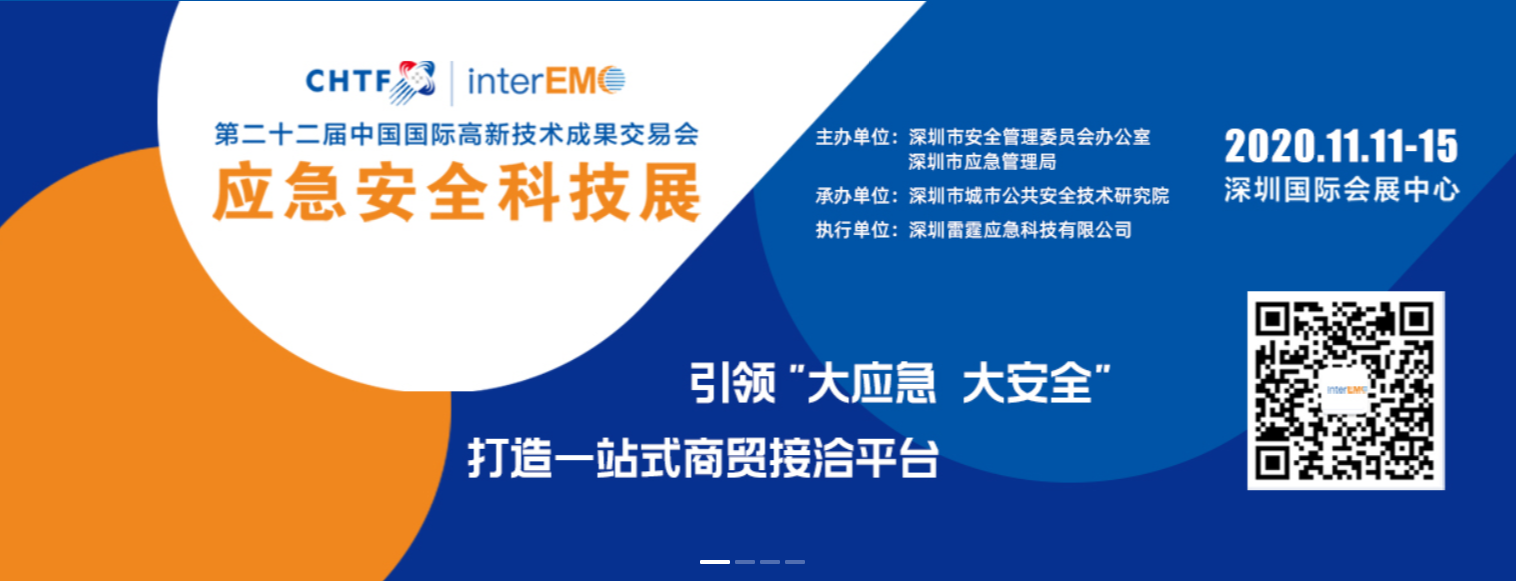 CHTF interEM
第二十二届中国国际高新技术成果交易会
应急安全科技展
主办单位：深圳市安全管理委员会办公室
深圳市应急管理局
承办单位：深圳市城市公共安全技术研究院
执行单位：深圳雷霆应急科技有限公司
2020.11.11-15
深圳国际会展中心
引领"大应急 大安全"
打造一站式商贸接洽平台
interEM